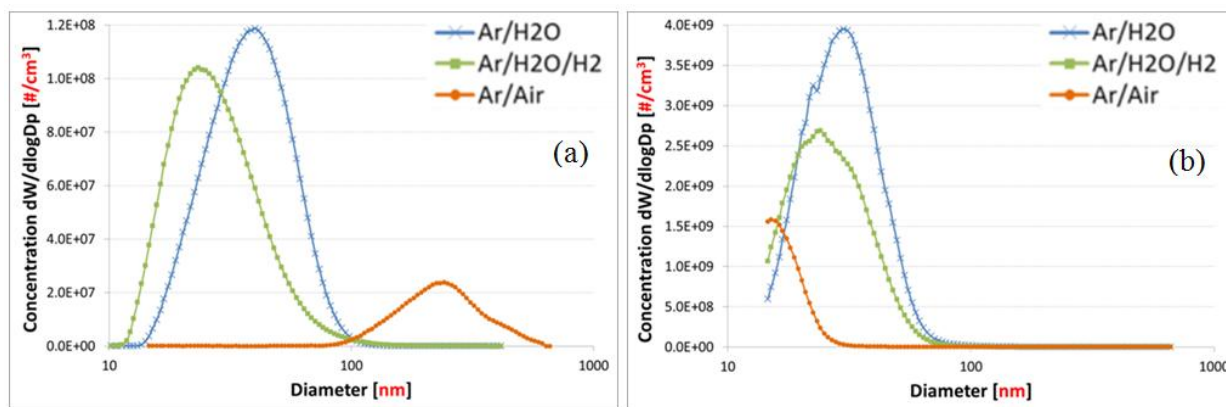 Concentration dW/dlogDp [#/cm³]
1.2E+08
1.0E+08
8.0E+07
6.0E+07
4.0E+07
2.0E+07
0.0E+00
10
100
1000
Diameter [nm]
Ar/H2O
Ar/H2O/H2
Ar/Air
(a)
Concentration dW/dlogDp [#/cm³]
4.0E+09
3.5E+09
3.0E+09
2.5E+09
2.0E+09
1.5E+09
1.0E+09
5.0E+08
0.0E+00
10
100
1000
Diameter [nm]
Ar/H2O
Ar/H2O/H2
Ar/Air
(b)